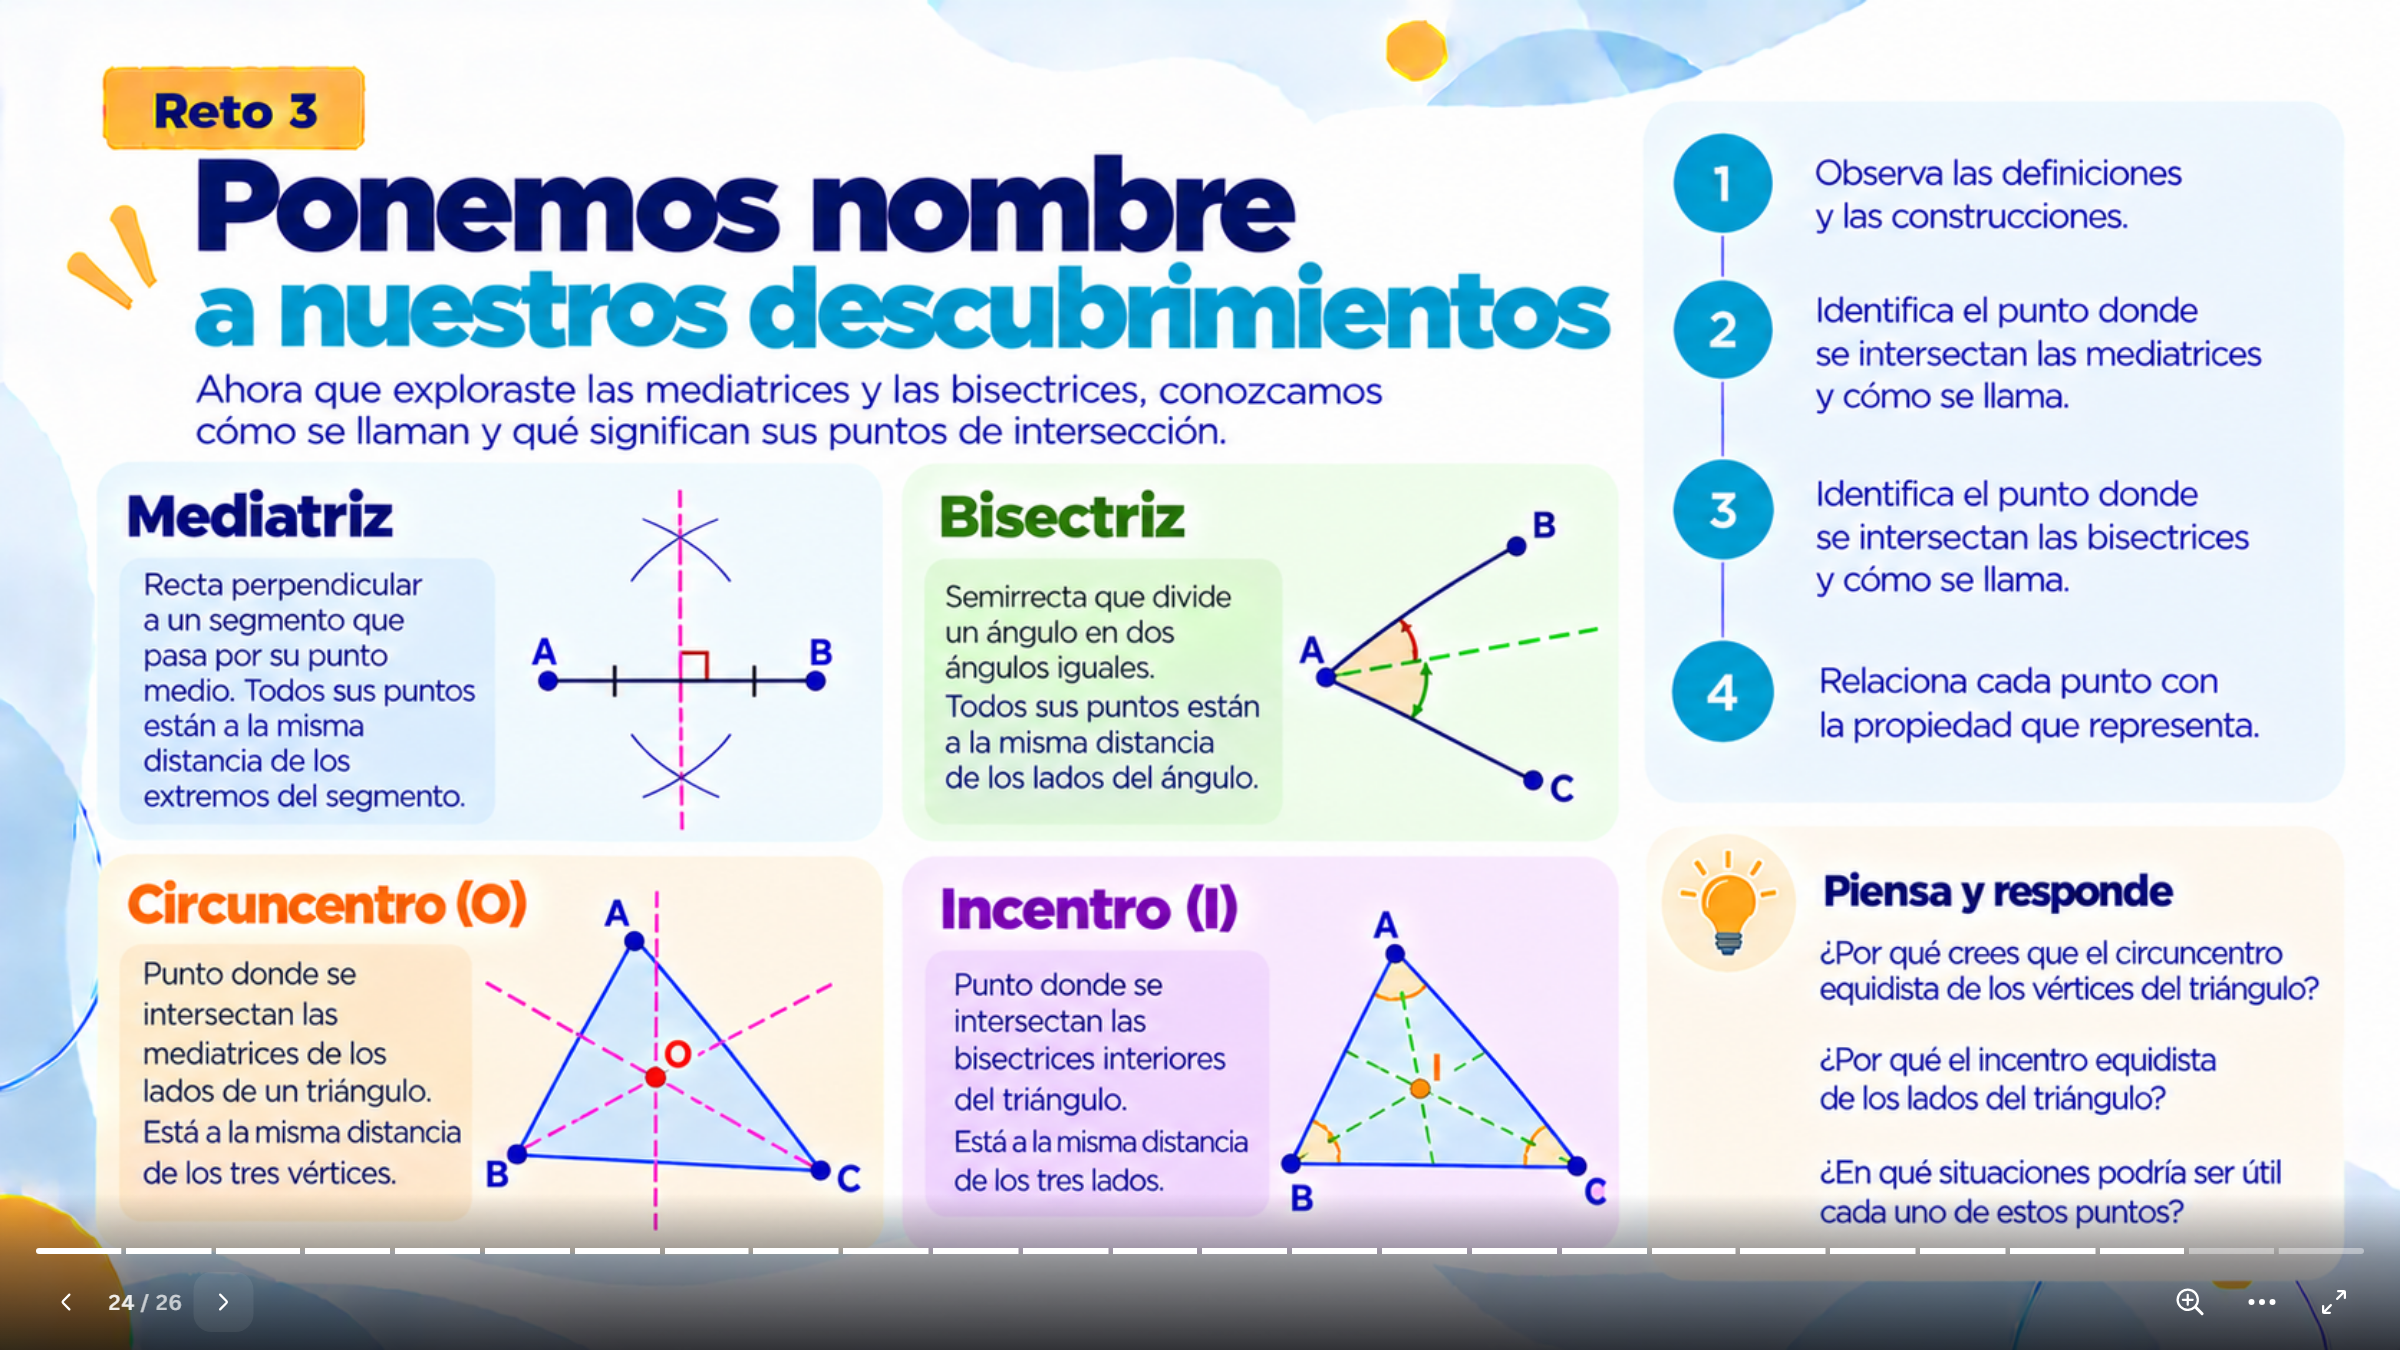 Reto 3
Ponemos nombre
a nuestros descubrimientos
Ahora que exploraste las mediatrices y las bisectrices, conozcamos
cómo se llaman y qué significan sus puntos de intersección.
Mediatriz
Recta perpendicular
a un segmento que
pasa por su punto
medio. Todos sus puntos
están a la misma
distancia de los
extremos del segmento.
A
B
Bisectriz
Semirrecta que divide
un ángulo en dos
ángulos iguales.
Todos sus puntos están
a la misma distancia
de los lados del ángulo.
A
B
C
Circuncentro (O)
Punto donde se
intersectan las
mediatrices de los
lados de un triángulo.
Está a la misma distancia
de los tres vértices.
A
O
B
C
Incentro (I)
Punto donde se
intersectan las
bisectrices interiores
del triángulo.
Está a la misma distancia
de los tres lados.
A
I
B
C
1
Observa las definiciones
y las construcciones.
2
Identifica el punto donde
se intersectan las mediatrices
y cómo se llama.
3
Identifica el punto donde
se intersectan las bisectrices
y cómo se llama.
4
Relaciona cada punto con
la propiedad que representa.
Piensa y responde
¿Por qué crees que el circuncentro
equidista de los vértices del triángulo?
¿Por qué el incentro equidista
de los lados del triángulo?
¿En qué situaciones podría ser útil
cada uno de estos puntos?
24 / 26